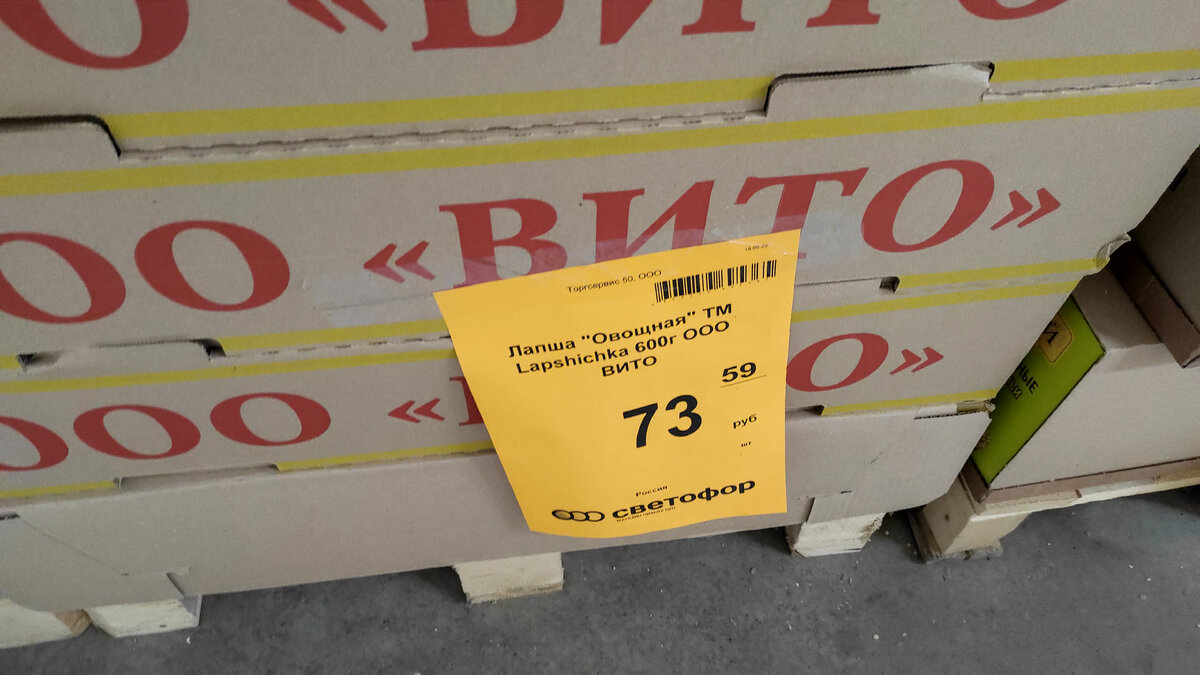 О «ВИТО
ООО «ВИТО»
Торгсервис 50, ООО
Лапша "Овощная" ТМ
Lapshichka 600г ООО
ВИТО
73 59
руб
шт
Россия
светофор
ООО «В О»